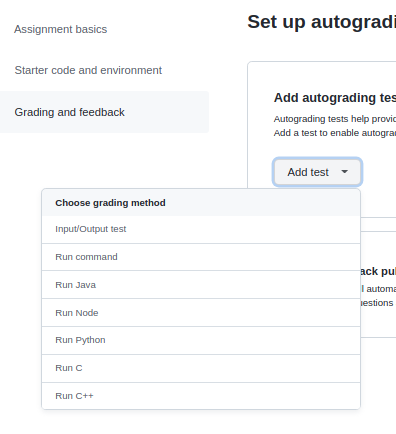 Assignment basics
Starter code and environment
Grading and feedback
Set up autogradi
Add autograding tes
Autograding tests help provi
Add a test to enable autogra
Add test
Choose grading method
Input/Output test
Run command
Run Java
Run Node
Run Python
Run C
Run C++
ack pul
l automa
estions